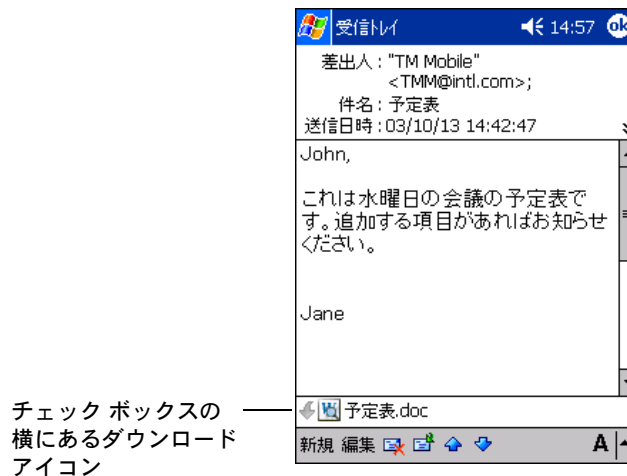 受信トレイ 14:57 ok
差出人 : "TM Mobile"
<TMM@intl.com>;
件名 : 予定表
送信日時 : 03/10/13 14:42:47
John,
これは水曜日の会議の予定表で
す。追加する項目があればお知らせ
ください。
Jane
予定表.doc
新規 編集 A
チェック ボックスの
横にあるダウンロード
アイコン